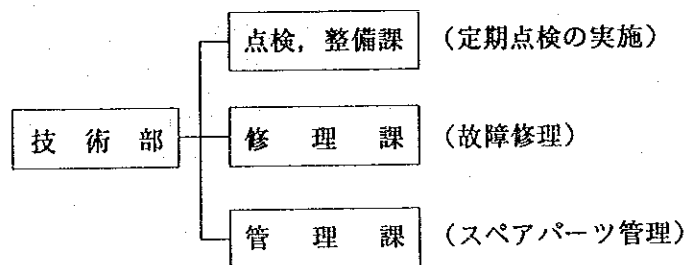 点検，整備課 (定期点検の実施)
技術部 修理課 (故障修理)
管理課 (スペアパーツ管理)